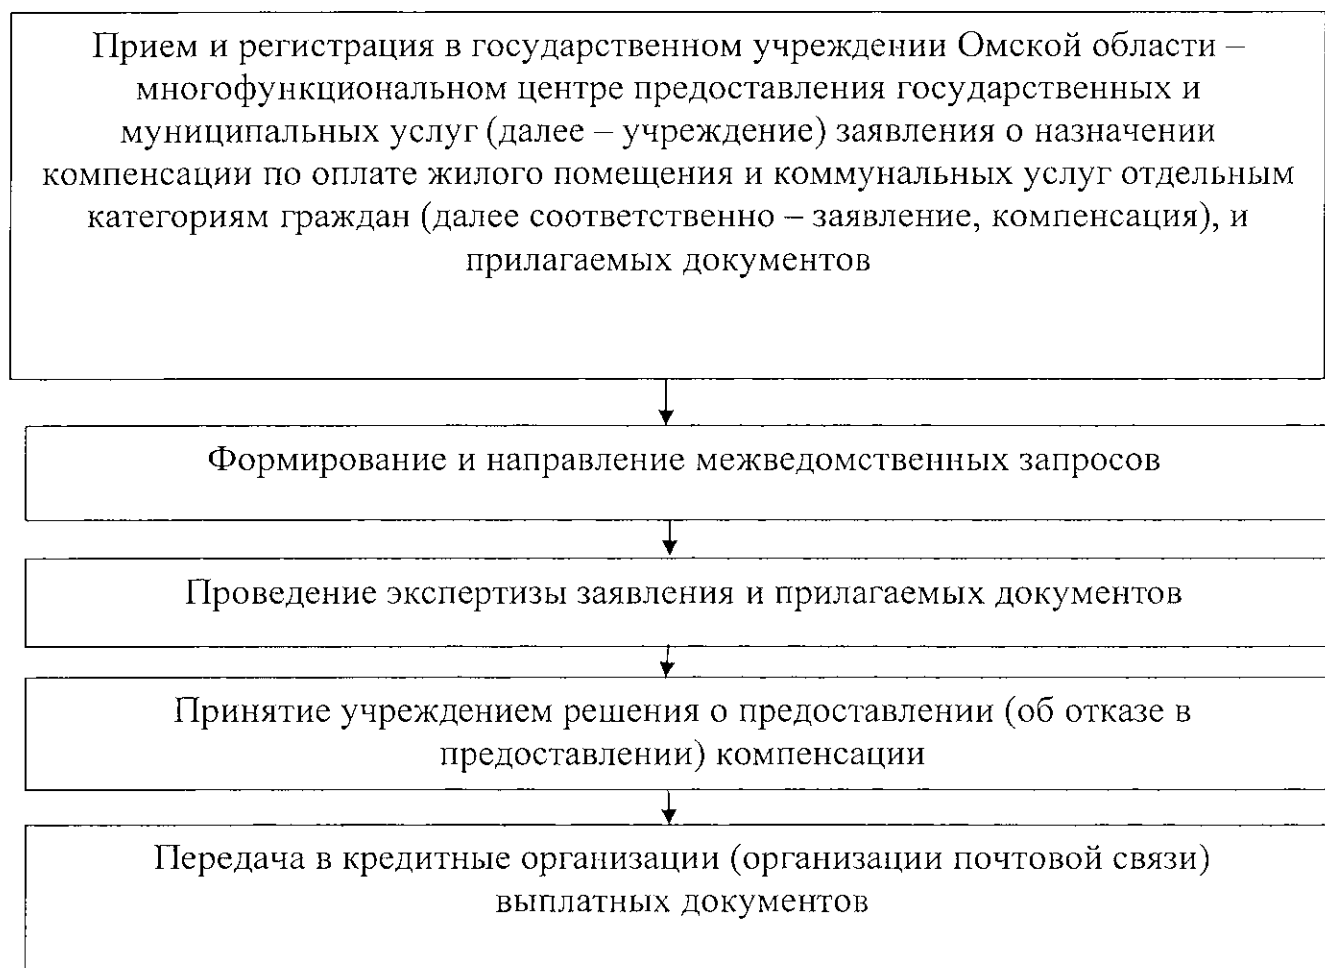 Прием и регистрация в государственном учреждении Омской области –
многофункциональном центре предоставления государственных и
муниципальных услуг (далее – учреждение) заявления о назначении
компенсации по оплате жилого помещения и коммунальных услуг отдельным
категориям граждан (далее соответственно – заявление, компенсация), и
прилагаемых документов
Формирование и направление межведомственных запросов
Проведение экспертизы заявления и прилагаемых документов
Принятие учреждением решения о предоставлении (об отказе в
предоставлении) компенсации
Передача в кредитные организации (организации почтовой связи)
выплатных документов